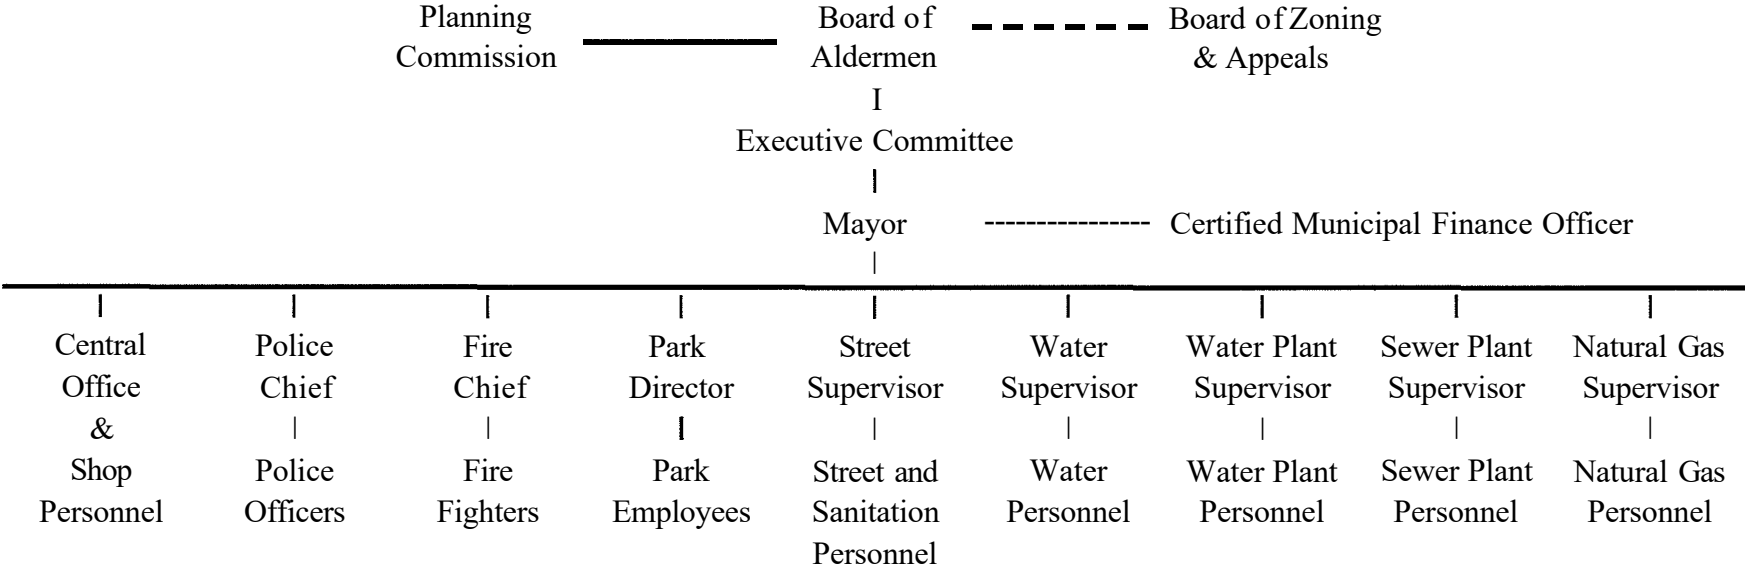 Planning
Commission
Board of
Aldermen
Board of Zoning
& Appeals
Executive Committee
Mayor
Certified Municipal Finance Officer
Central
Office
&
Shop
Personnel
Police
Chief
Police
Officers
Fire
Chief
Fire
Fighters
Park
Director
Park
Employees
Street
Supervisor
Street and
Sanitation
Personnel
Water
Supervisor
Water
Personnel
Water Plant
Supervisor
Water Plant
Personnel
Sewer Plant
Supervisor
Sewer Plant
Personnel
Natural Gas
Supervisor
Natural Gas
Personnel